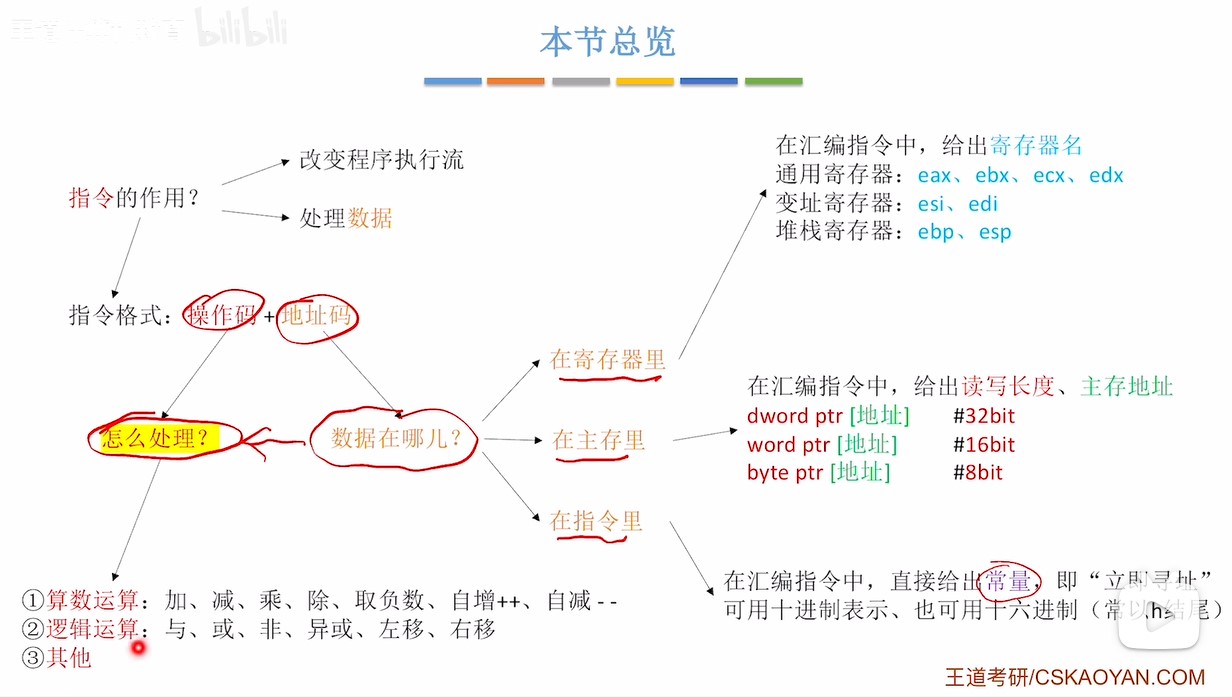 bilibili
本节总览
改变程序执行流
指令的作用？
处理数据
指令格式：操作码 + 地址码
怎么处理？
数据在哪儿？
在寄存器里
在主存里
在指令里
在汇编指令中，给出寄存器名
通用寄存器：eax、ebx、ecx、edx
变址寄存器：esi、edi
堆栈寄存器：ebp、esp
在汇编指令中，给出读写长度、主存地址
dword ptr [地址] #32bit
word ptr [地址] #16bit
byte ptr [地址] #8bit
在汇编指令中，直接给出常量，即“立即寻址”
可用十进制表示、也可用十六进制（常以h结尾）
①算数运算：加、减、乘、除、取负数、自增++、自减--
②逻辑运算：与、或、非、异或、左移、右移
③其他
王道考研/CSKAOYAN.COM